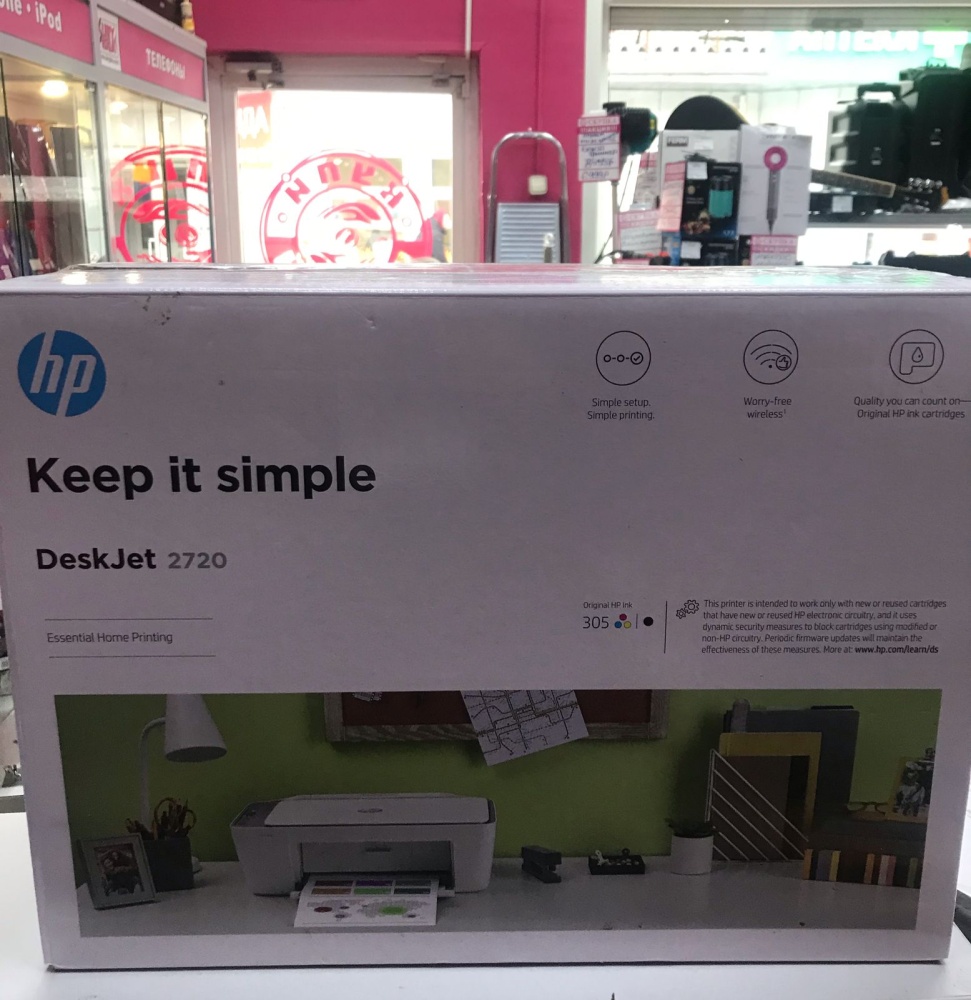 iPod
ТЕЛЕФОНЫ
АПТЕКА
hp
Simple setup.
Simple printing.
Worry-free
wireless¹
Quality you can count on—
Original HP ink cartridges
Keep it simple
DeskJet 2720
Essential Home Printing
Original HP Ink
305
This printer is intended to work only with new or reused cartridges
that have new or reused HP electronic circuitry, and it uses
dynamic security measures to block cartridges using modified or
non-HP circuitry. Periodic firmware updates will maintain the
effectiveness of these measures. More at: www.hp.com/learn/ds